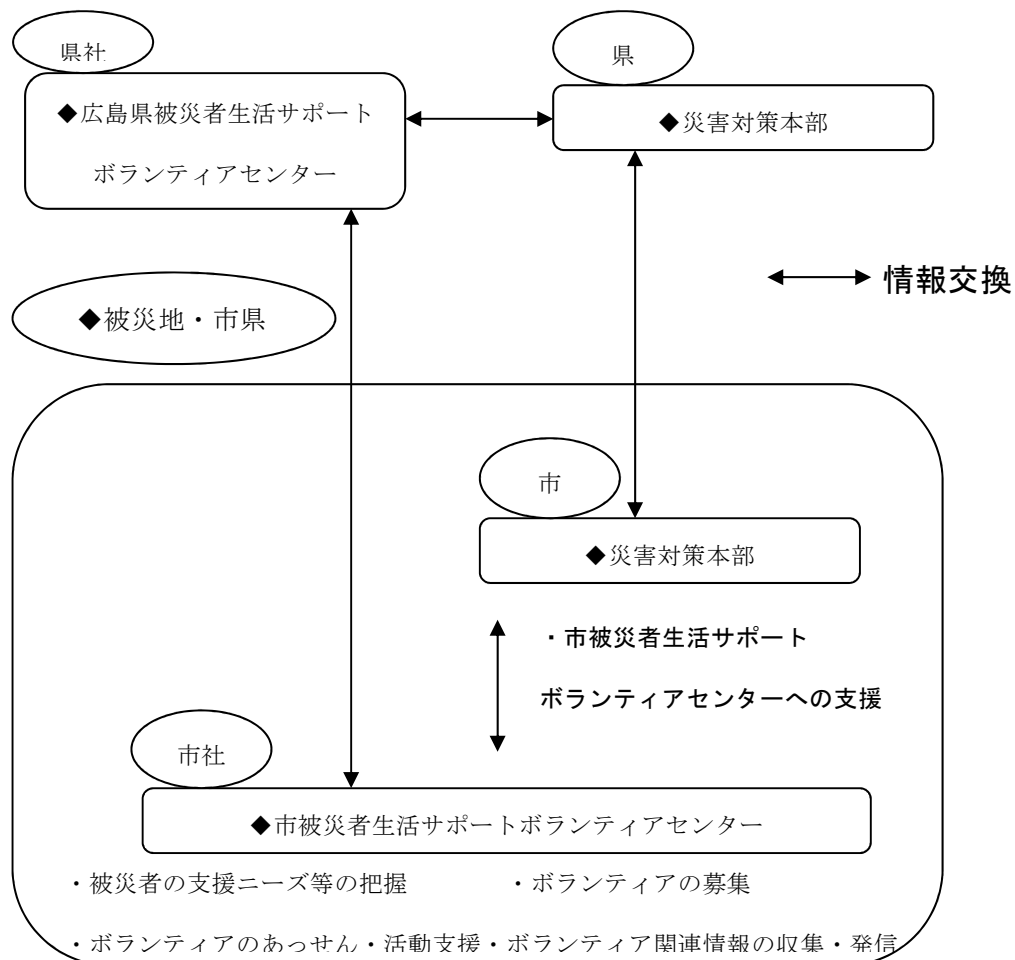 県社
県
◆広島県被災者生活サポート
ボランティアセンター
◆災害対策本部
情報交換
◆被災地・市県
市
◆災害対策本部
・市被災者生活サポート
ボランティアセンターへの支援
市社
◆市被災者生活サポートボランティアセンター
・被災者の支援ニーズ等の把握 ・ボランティアの募集
・ボランティアのあっせん・活動支援・ボランティア関連情報の収集・発信